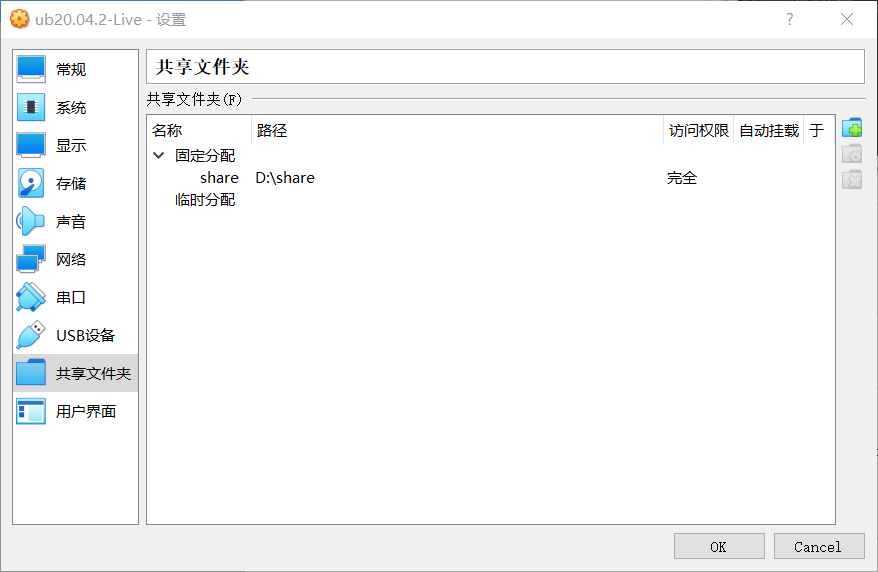 ub20.04.2-Live - 设置
?
常规
系统
显示
存储
声音
网络
串口
USB设备
共享文件夹
用户界面
共享文件夹
共享文件夹(F)
名称 路径 访问权限 自动挂载 于
固定分配
share D:\share 完全
临时分配
OK Cancel